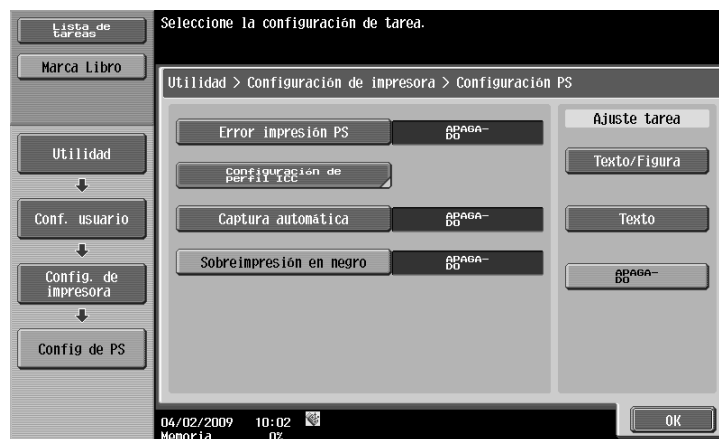 Lista de
tareas
Seleccione la configuración de tarea.
Marca Libro
Utilidad > Configuración de impresora > Configuración PS
Utilidad
Conf. usuario
Config. de
impresora
Config de PS
Error impresión PS
APAGA-
DO
Configuración de
perfil ICC
Captura automática
APAGA-
DO
Sobreimpresión en negro
APAGA-
DO
Ajuste tarea
Texto/Figura
Texto
APAGA-
DO
04/02/2009 10:02
Memoria 0%
OK